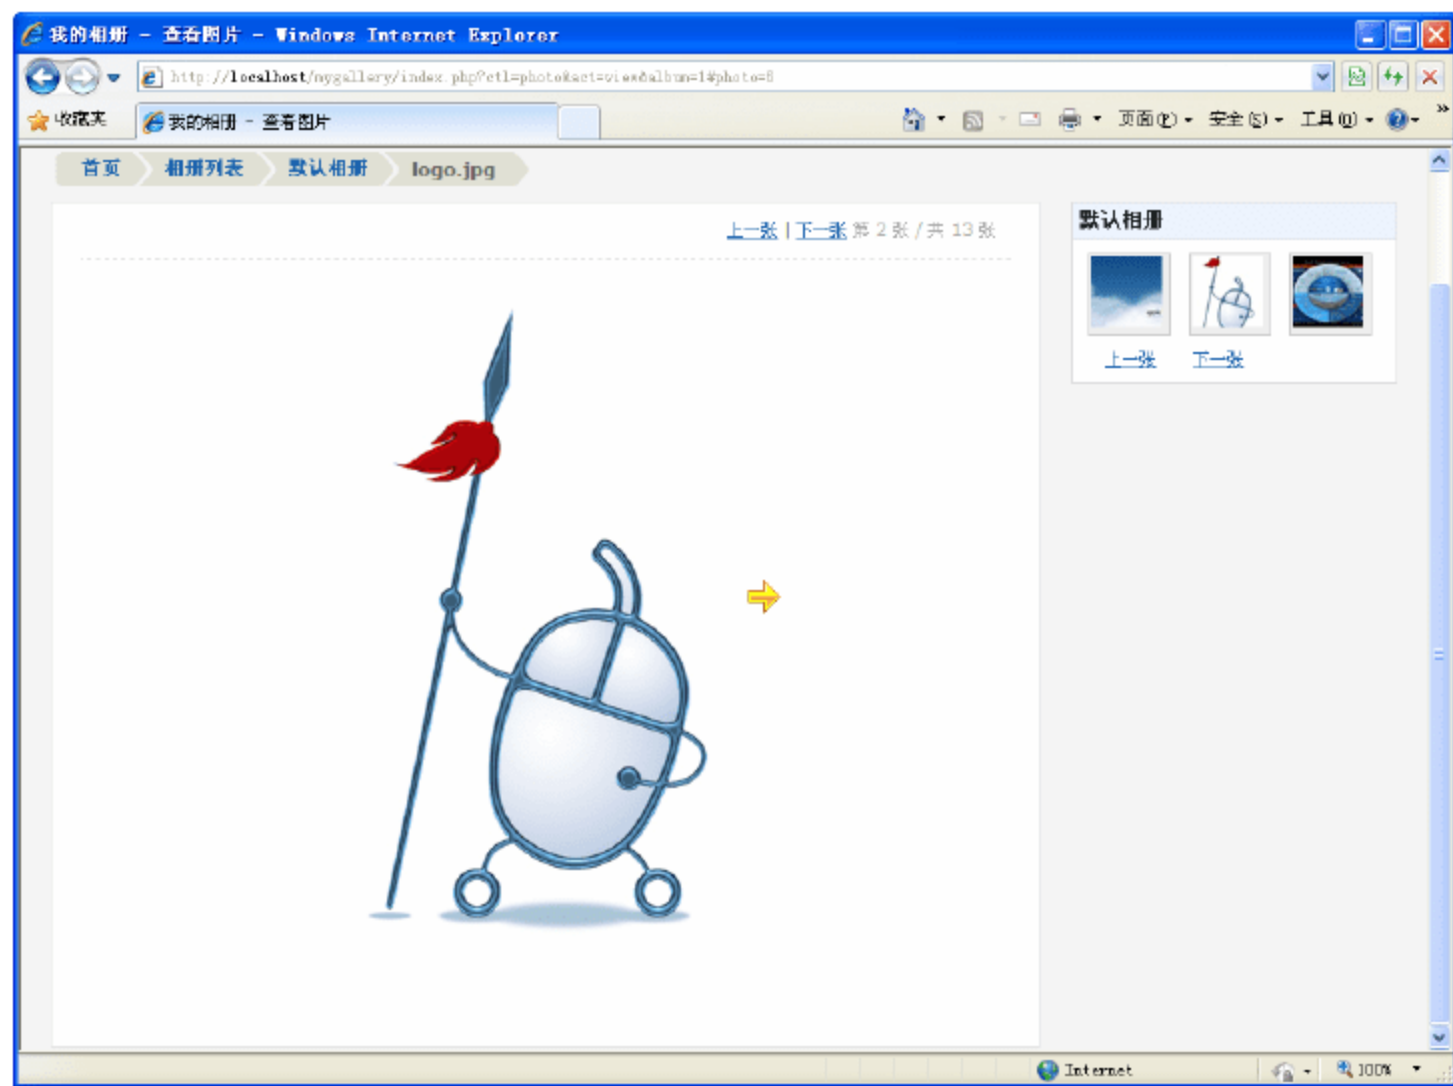 我的相册 - 查看图片 - Windows Internet Explorer
http://localhost/mygallery/index.php?ctl=photo&act=view&album=1#photo=8
收藏夹 我的相册 - 查看图片 页面(P) 安全(S) 工具(O) »
首页 相册列表 默认相册 logo.jpg
上一张 | 下一张 第 2 张 / 共 13 张
默认相册
上一张 下一张
Internet 100%